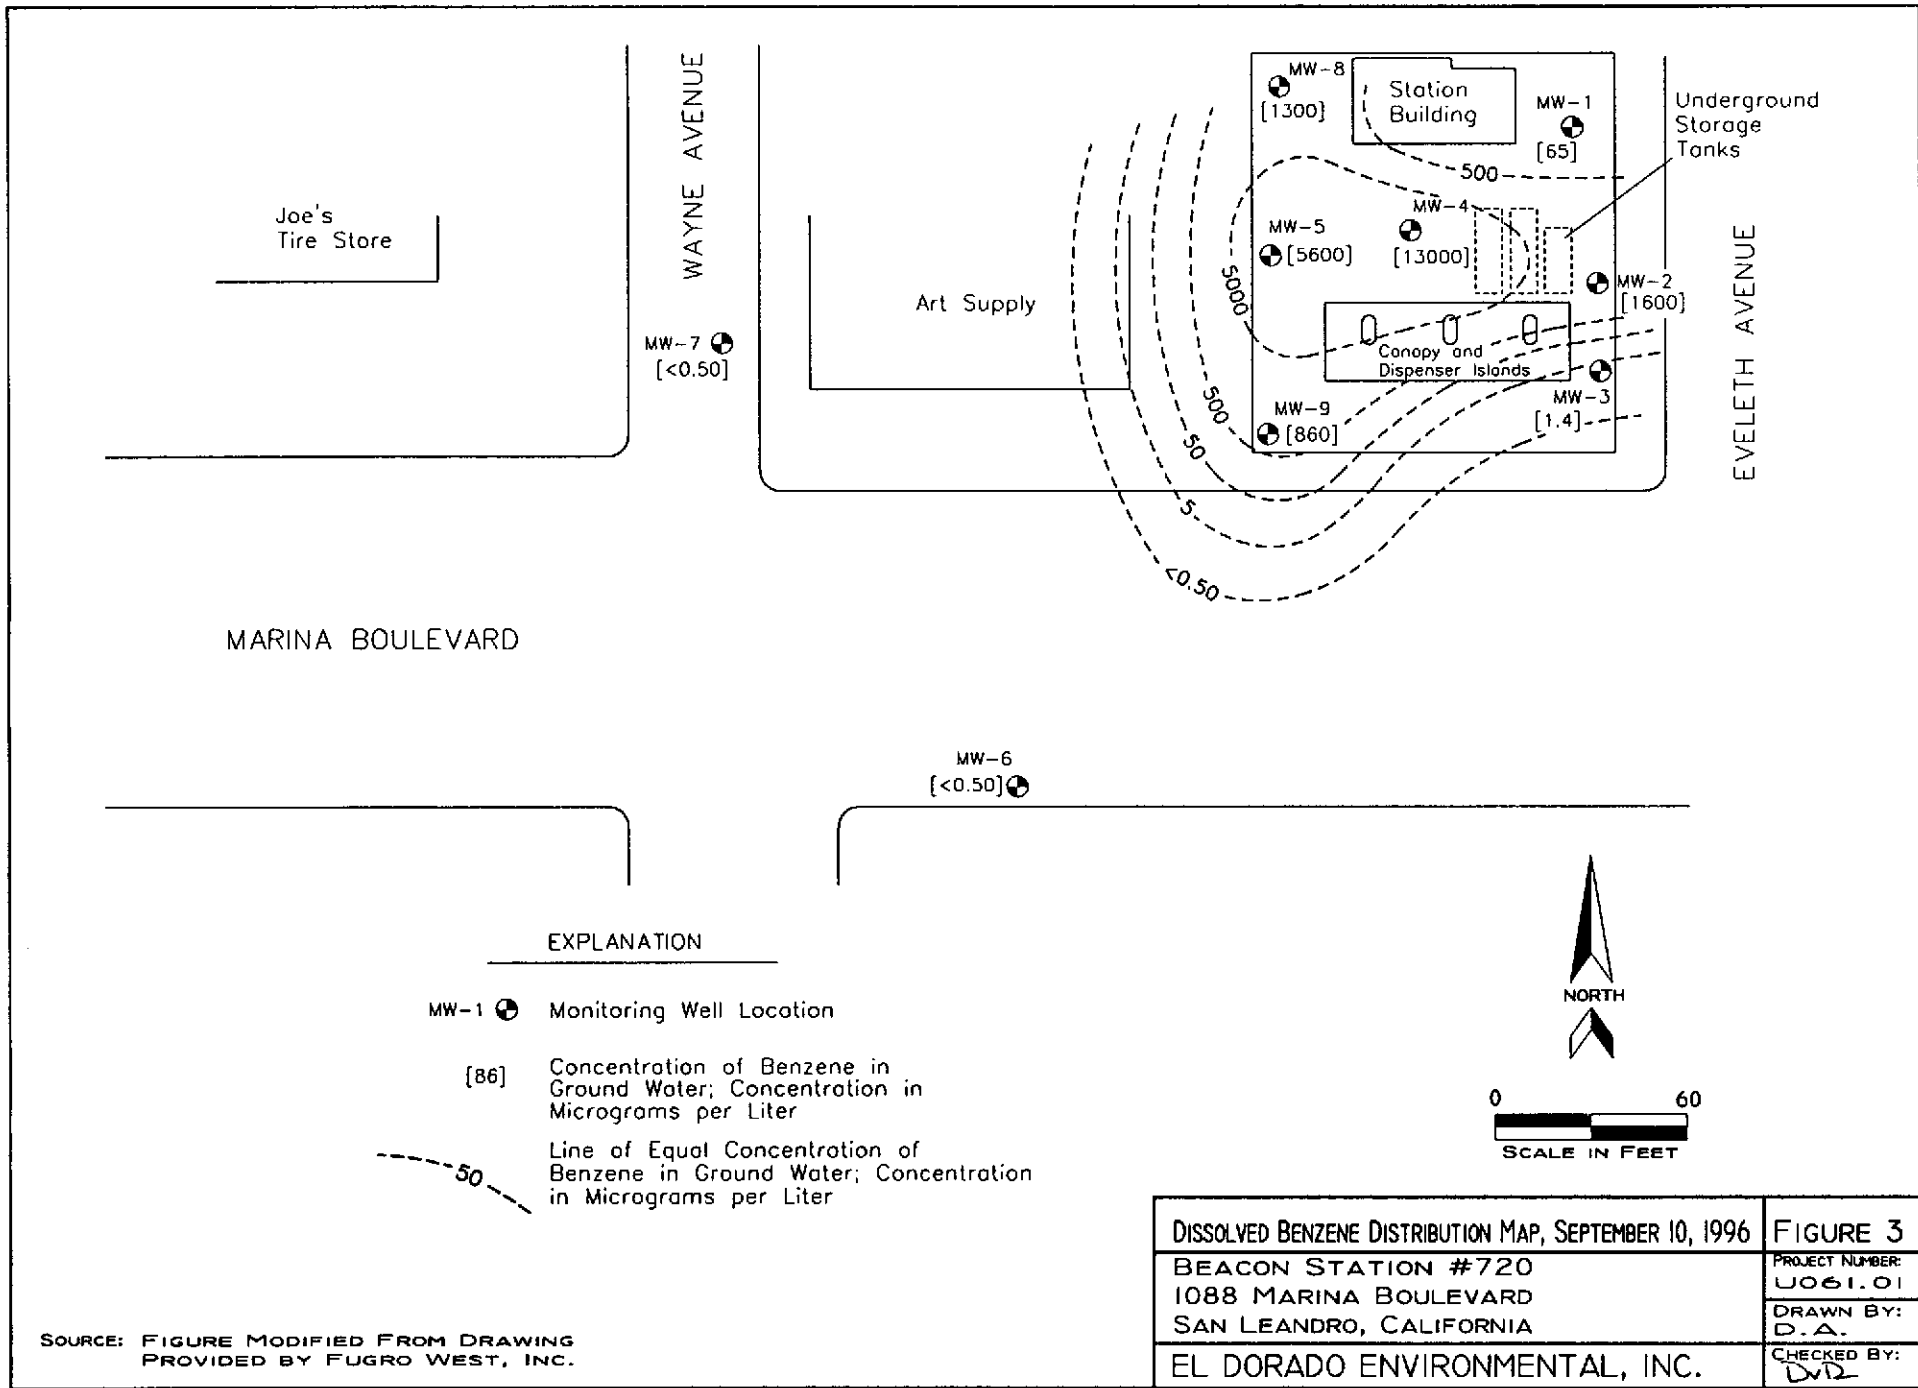 WAYNE AVENUE
MW-8
[1300]
Station
Building
MW-1
[65]
Underground
Storage
Tanks
500
Joe's
Tire Store
MW-4
[13000]
MW-5
[5600]
5000
MW-2
[1600]
EVELETH AVENUE
Art Supply
MW-7
[<0.50]
Canopy and
Dispenser Islands
MW-3
[1.4]
MW-9
[860]
500
50
5
<0.50
MARINA BOULEVARD
MW-6
[<0.50]
EXPLANATION
MW-1 Monitoring Well Location
[86] Concentration of Benzene in
Ground Water; Concentration in
Micrograms per Liter
50 Line of Equal Concentration of
Benzene in Ground Water; Concentration
in Micrograms per Liter
NORTH
0 60
SCALE IN FEET
DISSOLVED BENZENE DISTRIBUTION MAP, SEPTEMBER 10, 1996
FIGURE 3
BEACON STATION #720
1088 MARINA BOULEVARD
SAN LEANDRO, CALIFORNIA
PROJECT NUMBER:
U061.01
DRAWN BY:
D.A.
EL DORADO ENVIRONMENTAL, INC.
CHECKED BY:
SOURCE: FIGURE MODIFIED FROM DRAWING
PROVIDED BY FUGRO WEST, INC.